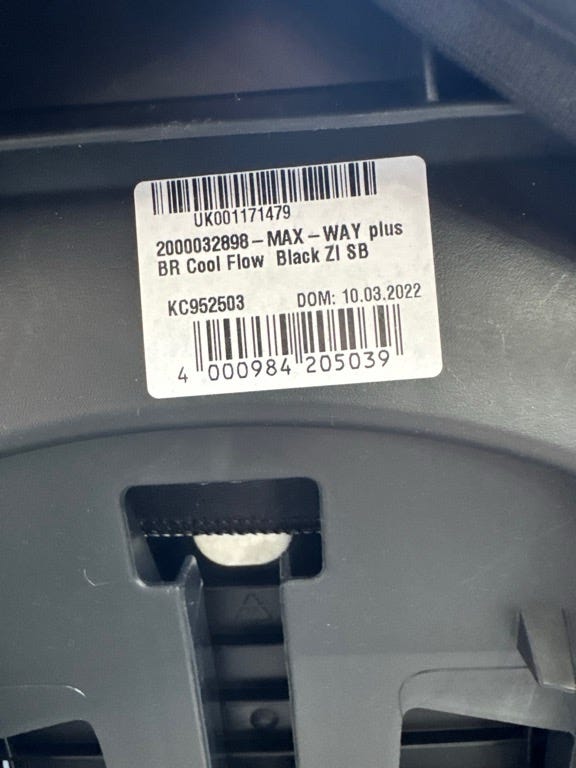 UK001171479
2000032898-MAX-WAY plus
BR Cool Flow Black ZI SB
KC952503 DOM: 10.03.2022
4 000984 205039